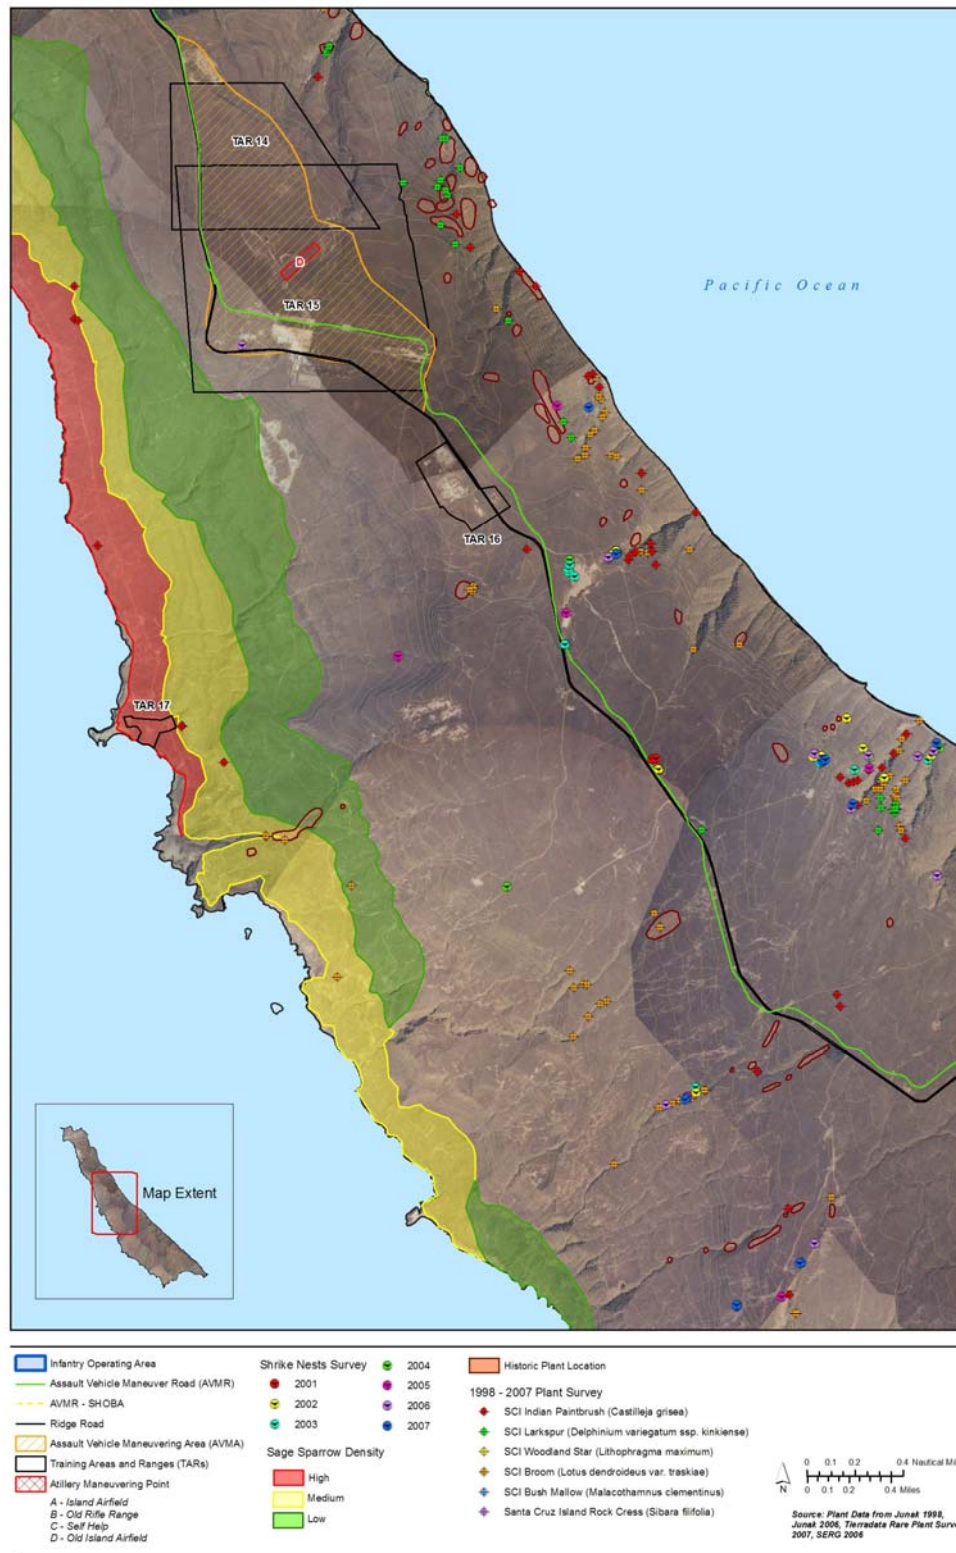 TAR 14
D
Pacific Ocean
TAR 15
TAR 16
TAR 17
Map Extent
Infantry Operating Area
Assault Vehicle Maneuver Road (AVMR)
AVMR - SHOBA
Ridge Road
Assault Vehicle Maneuvering Area (AVMA)
Training Areas and Ranges (TARs)
Atillery Maneuvering Point
A - Island Airfield
B - Old Rifle Range
C - Self Help
D - Old Island Airfield
Shrike Nests Survey
2001
2002
2003
2004
2005
2006
2007
Sage Sparrow Density
High
Medium
Low
Historic Plant Location
1998 - 2007 Plant Survey
SCI Indian Paintbrush (Castilleja grisea)
SCI Larkspur (Delphinium variegatum ssp. kinkiense)
SCI Woodland Star (Lithophragma maximum)
SCI Broom (Lotus dendroideus var. traskiae)
SCI Bush Mallow (Malacothamnus clementinus)
Santa Cruz Island Rock Cress (Sibara filifolia)
N
0 0.1 0.2 0.4 Nautical Mil
0 0.1 0.2 0.4 Miles
Source: Plant Data from Junak 1998,
Junak 2006, Tierradata Rare Plant Surve
2007, SERG 2006